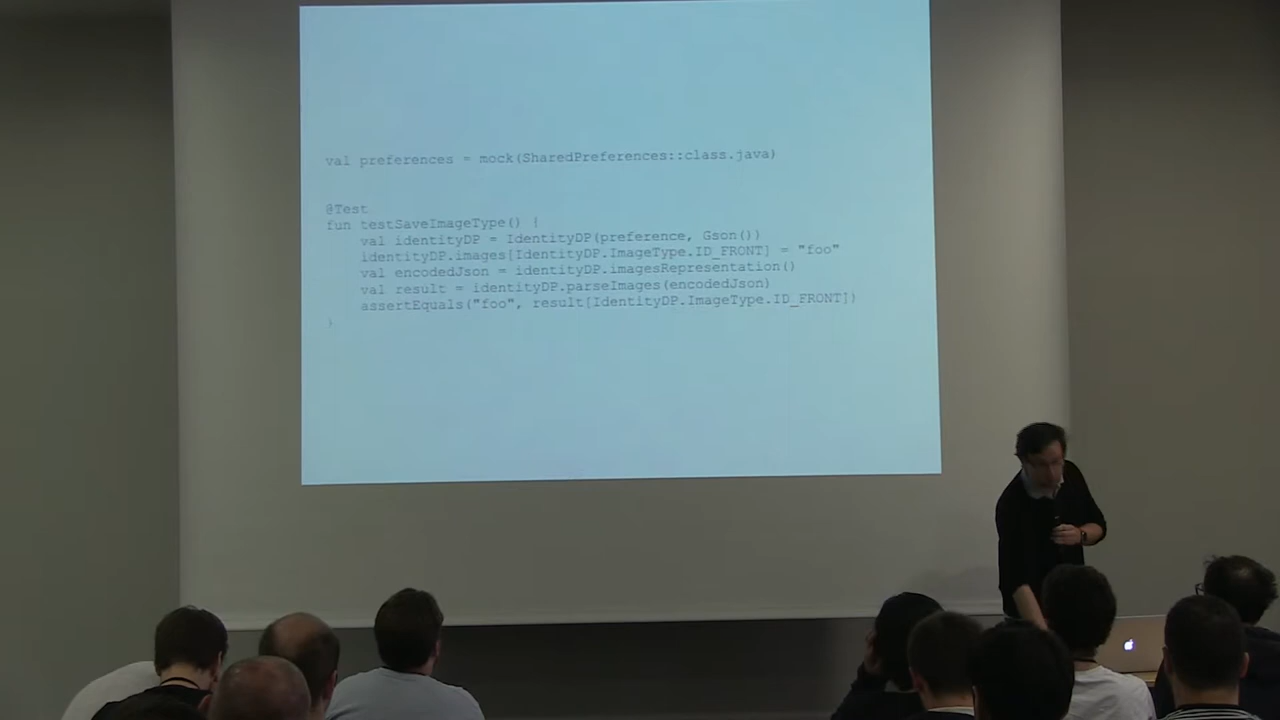 val preferences = mock(SharedPreferences::class.java)
@Test
fun testSaveImageType() {
val identityDP = IdentityDP(preference, Gson())
identityDP.images[IdentityDP.ImageType.ID_FRONT] = "foo"
val encodedJson = identityDP.imagesRepresentation()
val result = identityDP.parseImages(encodedJson)
assertEquals("foo", result[IdentityDP.ImageType.ID_FRONT])
}